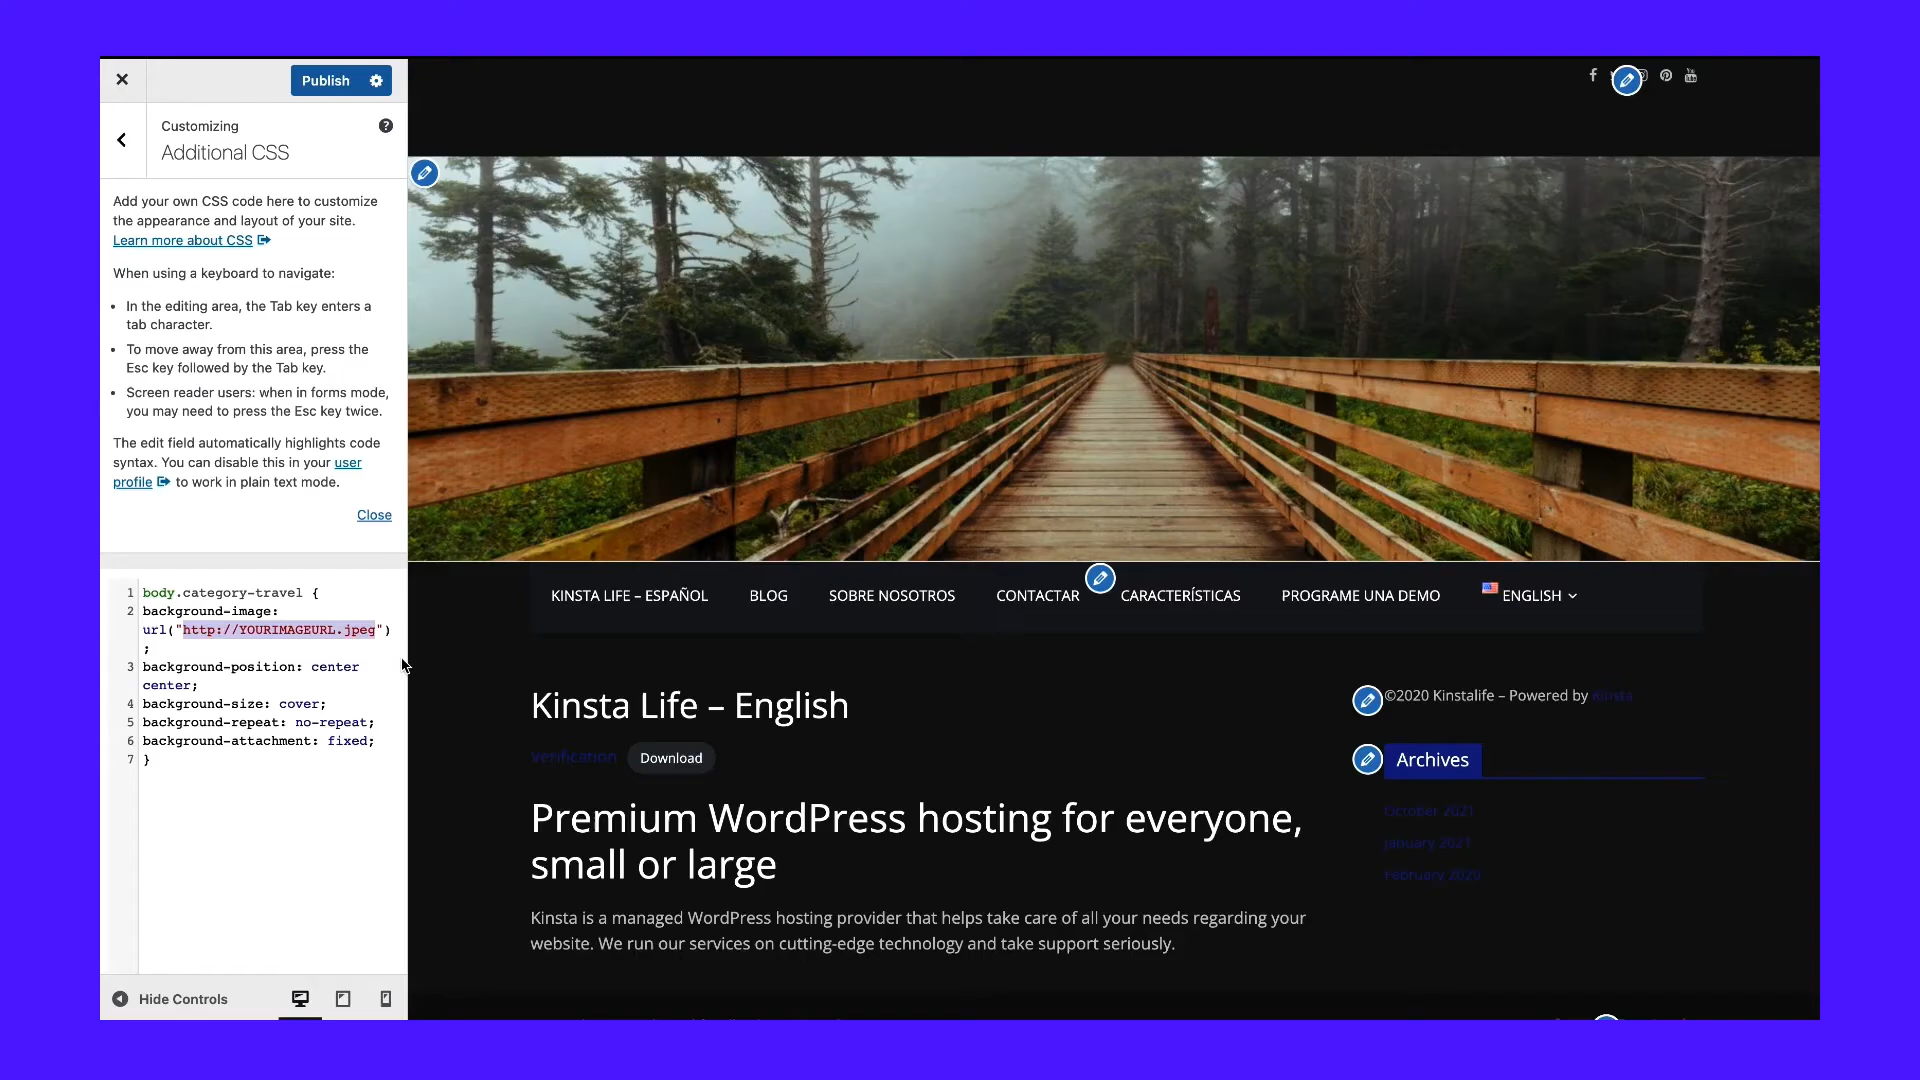 Publish
Customizing
Additional CSS
Add your own CSS code here to customize
the appearance and layout of your site.
Learn more about CSS
When using a keyboard to navigate:
• In the editing area, the Tab key enters a
tab character.
• To move away from this area, press the
Esc key followed by the Tab key.
• Screen reader users: when in forms mode,
you may need to press the Esc key twice.
The edit field automatically highlights code
syntax. You can disable this in your user
profile to work in plain text mode.
Close
1 body.category-travel {
2 background-image:
url("http://YOURIMAGEURL.jpeg")
;
3 background-position: center
center;
4 background-size: cover;
5 background-repeat: no-repeat;
6 background-attachment: fixed;
7 }
Hide Controls
KINSTA LIFE – ESPAÑOL BLOG SOBRE NOSOTROS CONTACTAR CARACTERÍSTICAS PROGRAME UNA DEMO ENGLISH
Kinsta Life – English
Verification Download
Premium WordPress hosting for everyone,
small or large
Kinsta is a managed WordPress hosting provider that helps take care of all your needs regarding your
website. We run our services on cutting-edge technology and take support seriously.
©2020 Kinstalife – Powered by Kinsta
Archives
October 2021
January 2021
February 2020